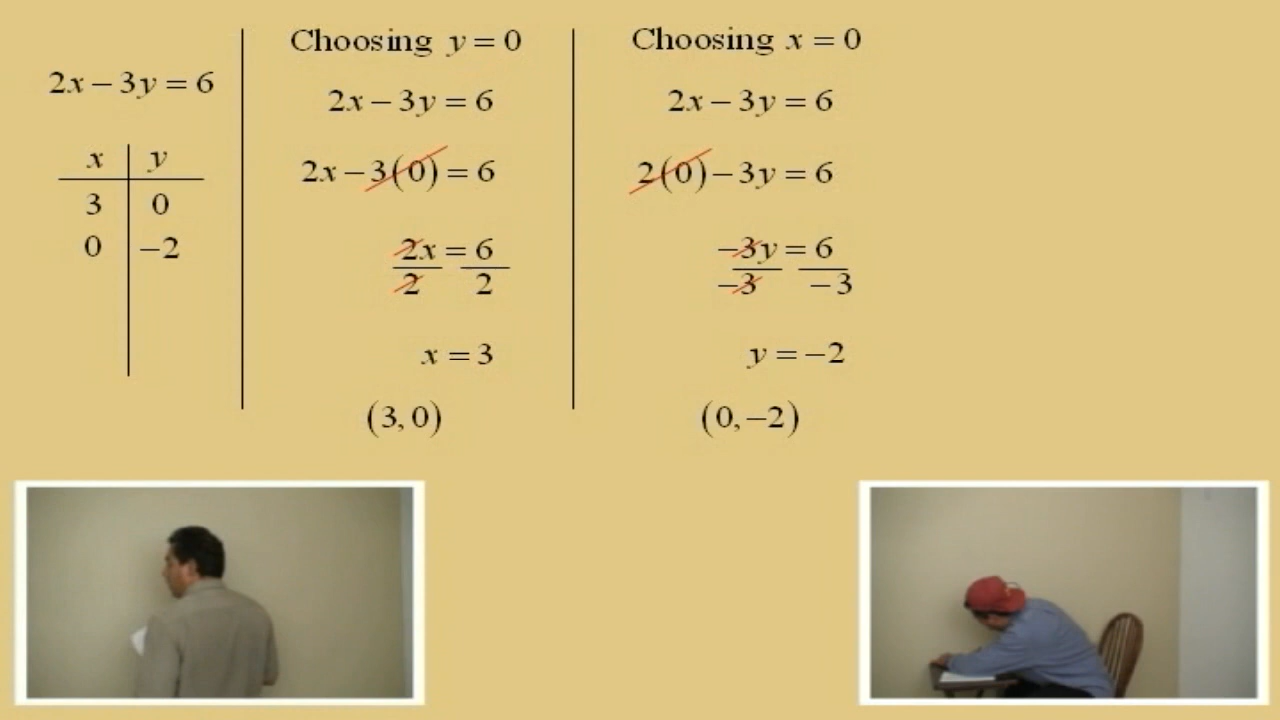 2x − 3y = 6
x y
3 0
0 −2
Choosing y = 0
2x − 3y = 6
2x − 3(0) = 6
2x = 6
2 2
x = 3
(3, 0)
Choosing x = 0
2x − 3y = 6
2(0) − 3y = 6
−3y = 6
−3 −3
y = −2
(0, −2)